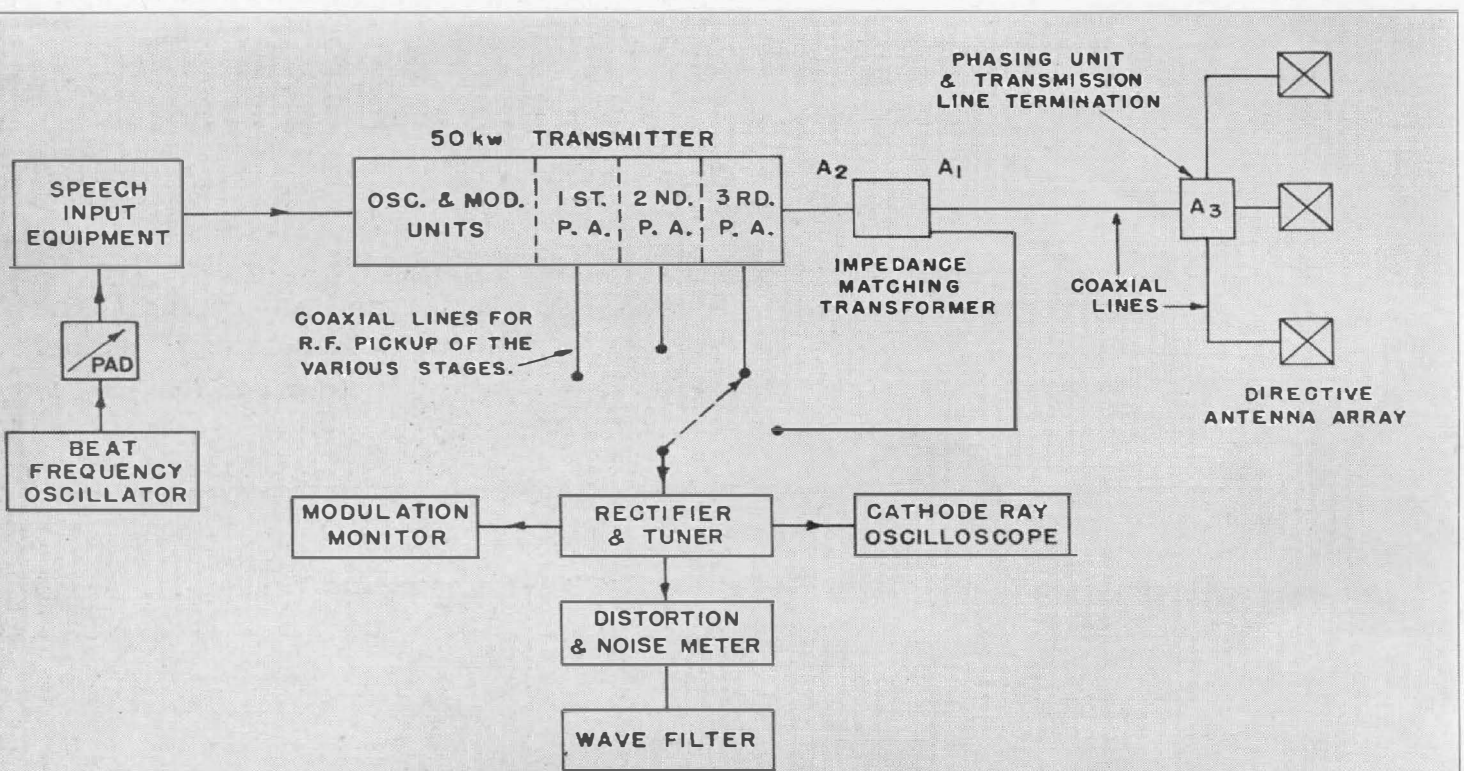 PHASING UNIT
& TRANSMISSION
LINE TERMINATION
50 kw TRANSMITTER
SPEECH
INPUT
EQUIPMENT
OSC. & MOD.
UNITS
1 ST.
P. A.
2 ND.
P. A.
3 RD.
P. A.
A2
A1
A3
IMPEDANCE
MATCHING
TRANSFORMER
COAXIAL
LINES
COAXIAL LINES FOR
R.F. PICKUP OF THE
VARIOUS STAGES.
PAD
DIRECTIVE
ANTENNA ARRAY
BEAT
FREQUENCY
OSCILLATOR
MODULATION
MONITOR
RECTIFIER
& TUNER
CATHODE RAY
OSCILLOSCOPE
DISTORTION
& NOISE METER
WAVE FILTER